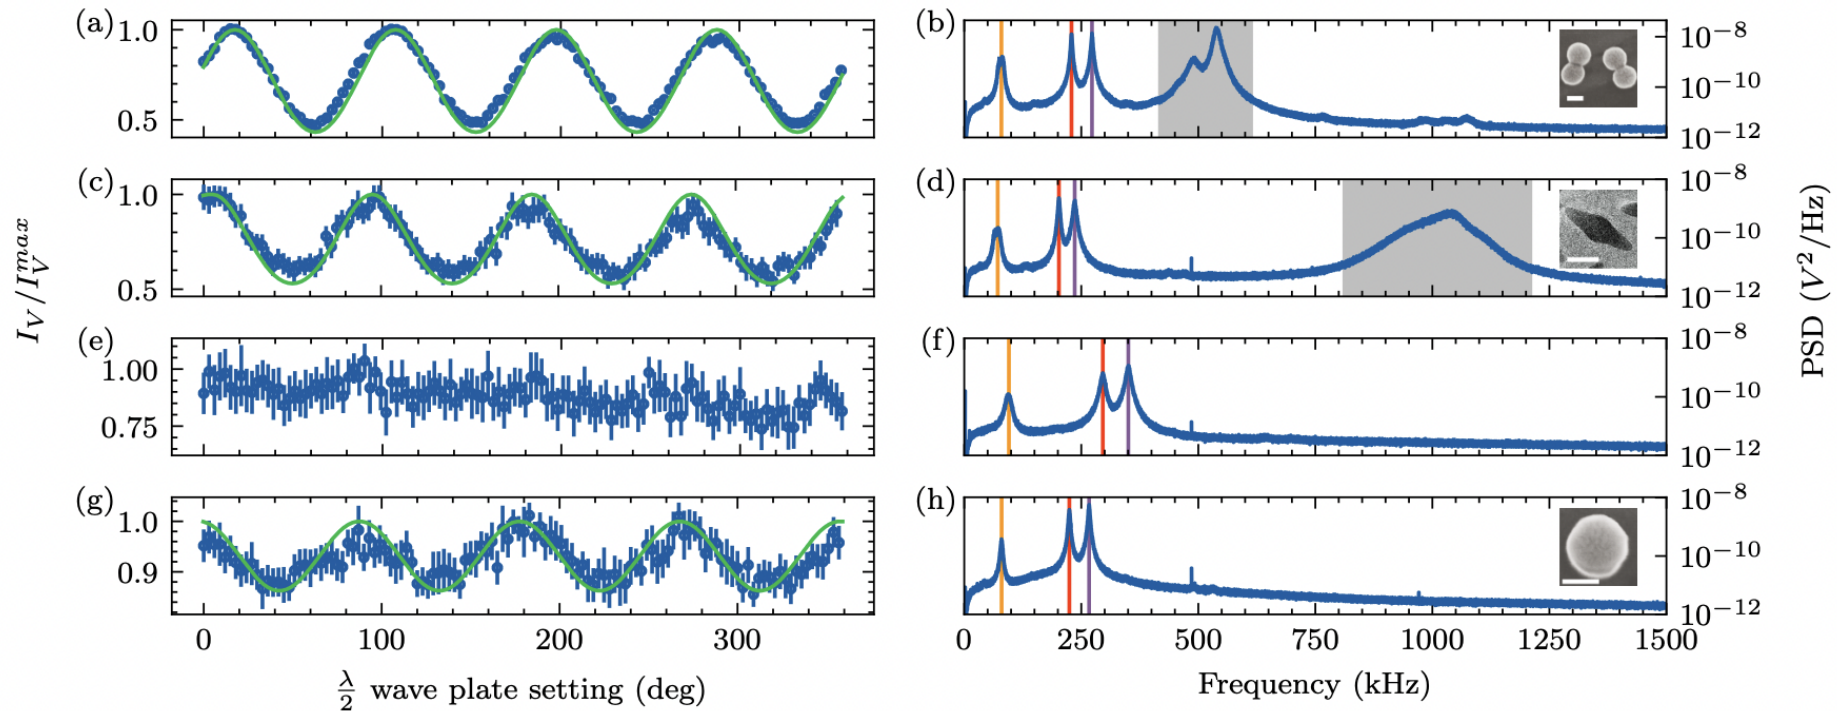 (a) 1.0
0.5
(b) 10−8
10−10
10−12
(c) 1.0
0.5
(d) 10−8
10−10
10−12
(e) 1.00
0.75
(f) 10−8
10−10
10−12
(g) 1.0
0.9
(h) 10−8
10−10
10−12
I_V/I_V^max
PSD (V²/Hz)
0 100 200 300
λ/2 wave plate setting (deg)
0 250 500 750 1000 1250 1500
Frequency (kHz)